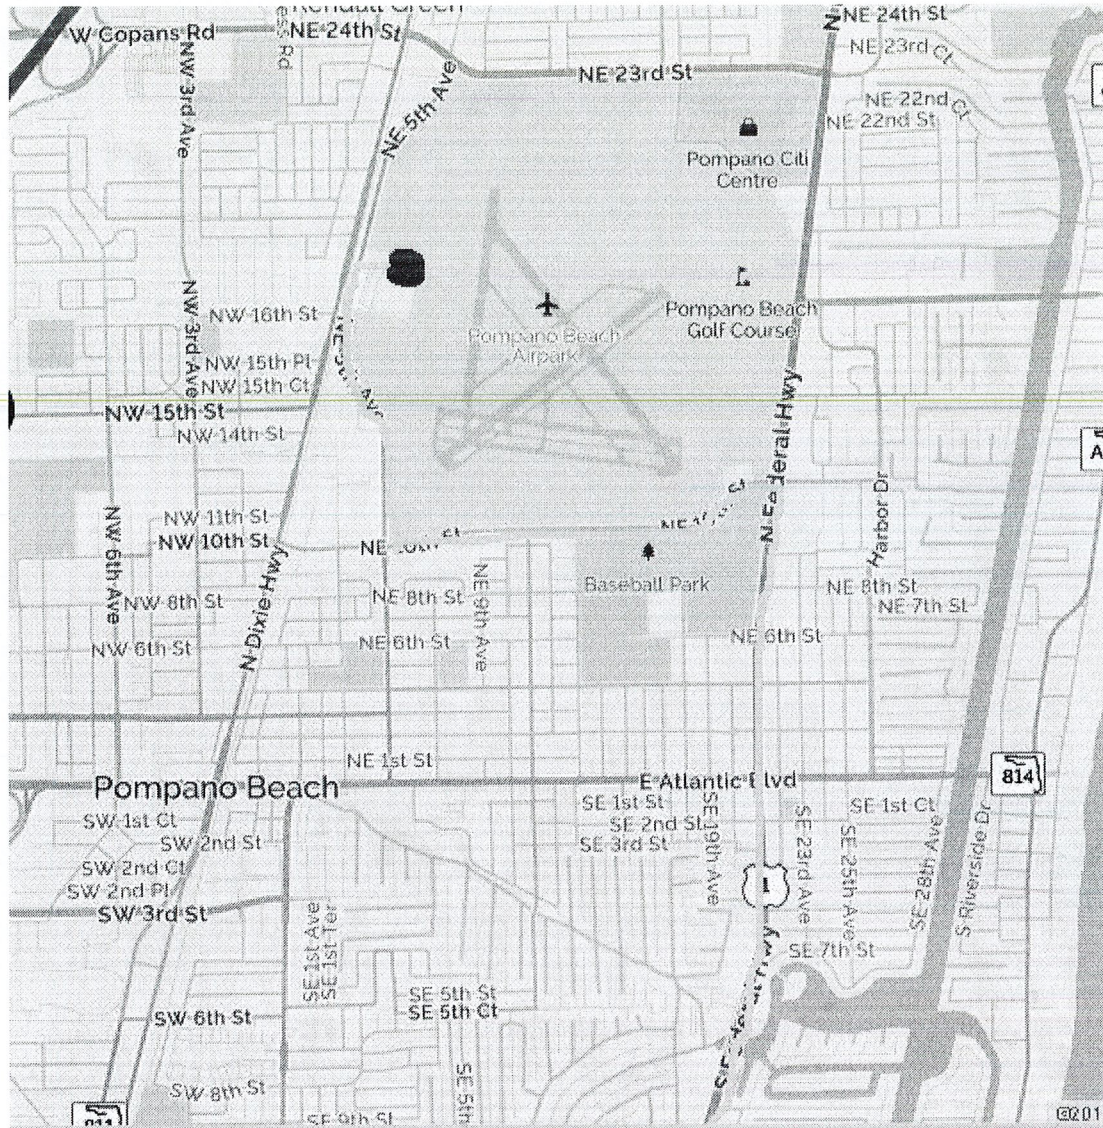 Kendall Green
NE 24th St
W Copans Rd
NE 24th St
NE 23rd Ct
NE 23rd St
NW 3rd Ave
NE 5th Ave
NE 22nd Ct
NE 22nd St
Pompano Citi
Centre
NW 3rd Ave
NW 16th St
Pompano Beach
Golf Course
Pompano Beach
Airpark
NW 15th Pl
NW 15th Ct
NW 15th St
NW 14th St
N Federal Hwy
Harbor Dr
NW 6th Ave
NW 11th St
NW 10th St
N Dixie Hwy
Baseball Park
NE 8th St
NE 9th Ave
NE 8th St
NE 7th St
NW 8th St
NW 6th St
NE 6th St
NE 6th St
NE 1st St
Pompano Beach
E Atlantic Blvd
814
SW 1st Ct
SW 2nd St
SW 2nd Ct
SW 2nd Pl
SW 3rd St
SE 1st St
SE 2nd St
SE 3rd St
SE 1st Ct
SE 19th Ave
SE 23rd Ave
SE 25th Ave
SE 28th Ave
S Riverside Dr
1
SE 7th St
SE 1st Ave
SE 1st Ter
SE 5th St
SE 5th Ct
SW 6th St
SW 8th St
SE 5th
SE 9th St
811
©201